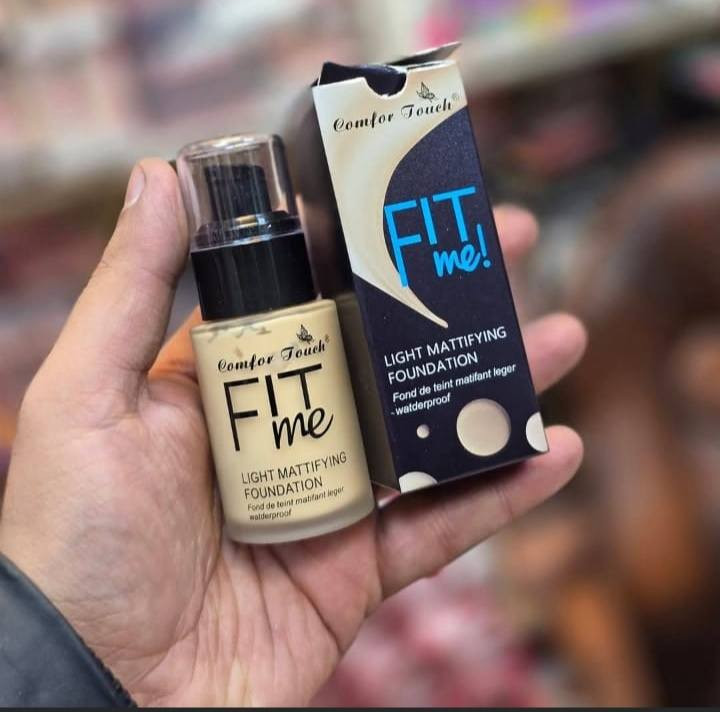 Comfor Touch®
FIT
me
LIGHT MATTIFYING
FOUNDATION
Fond de teint matifant leger
watderproof
Comfor Touch®
FIT
me!
LIGHT MATTIFYING
FOUNDATION
Fond de teint matifant leger
-watderproof